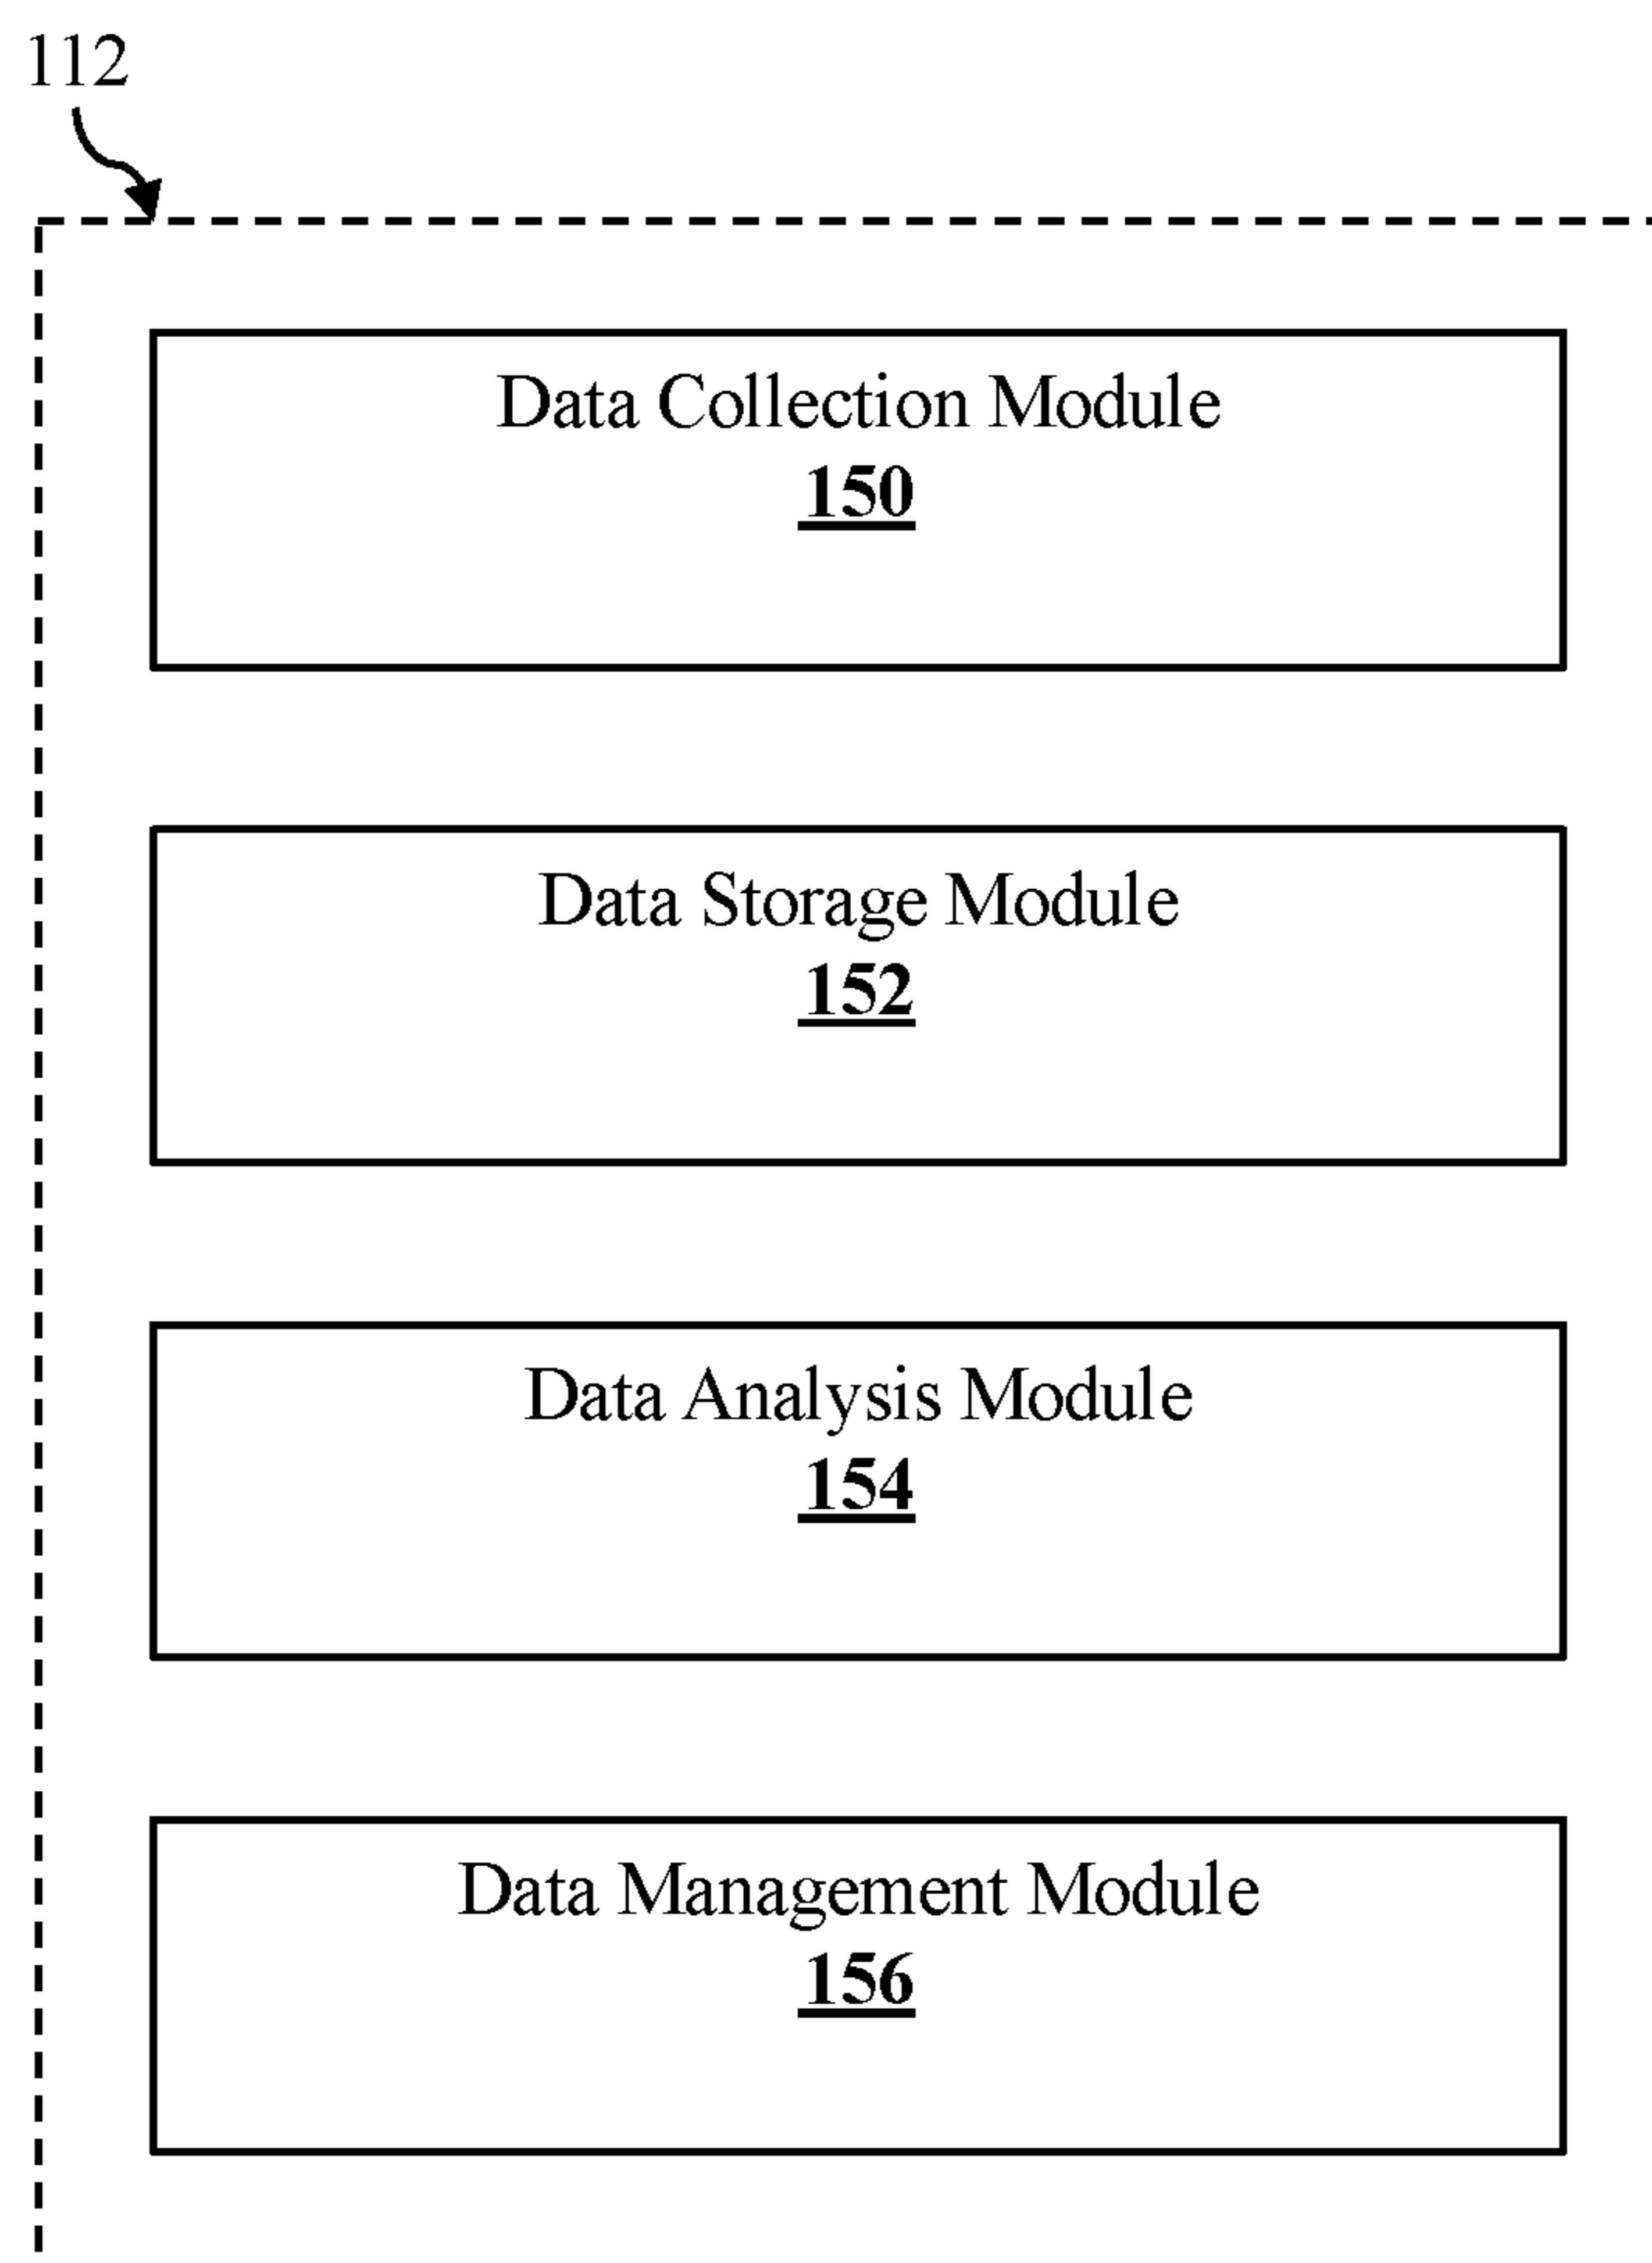 112
Data Collection Module
150
Data Storage Module
152
Data Analysis Module
154
Data Management Module
156